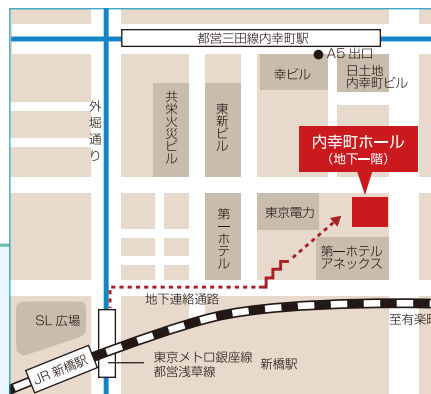 都営三田線内幸町駅
A5 出口
幸ビル
日土地
内幸町ビル
外堀通り
共栄火災ビル
東新ビル
内幸町ホール
(地下一階)
第一ホテル
東京電力
第一ホテル
アネックス
地下連絡通路
SL 広場
至有楽町
JR 新橋駅
東京メトロ銀座線
都営浅草線
新橋駅